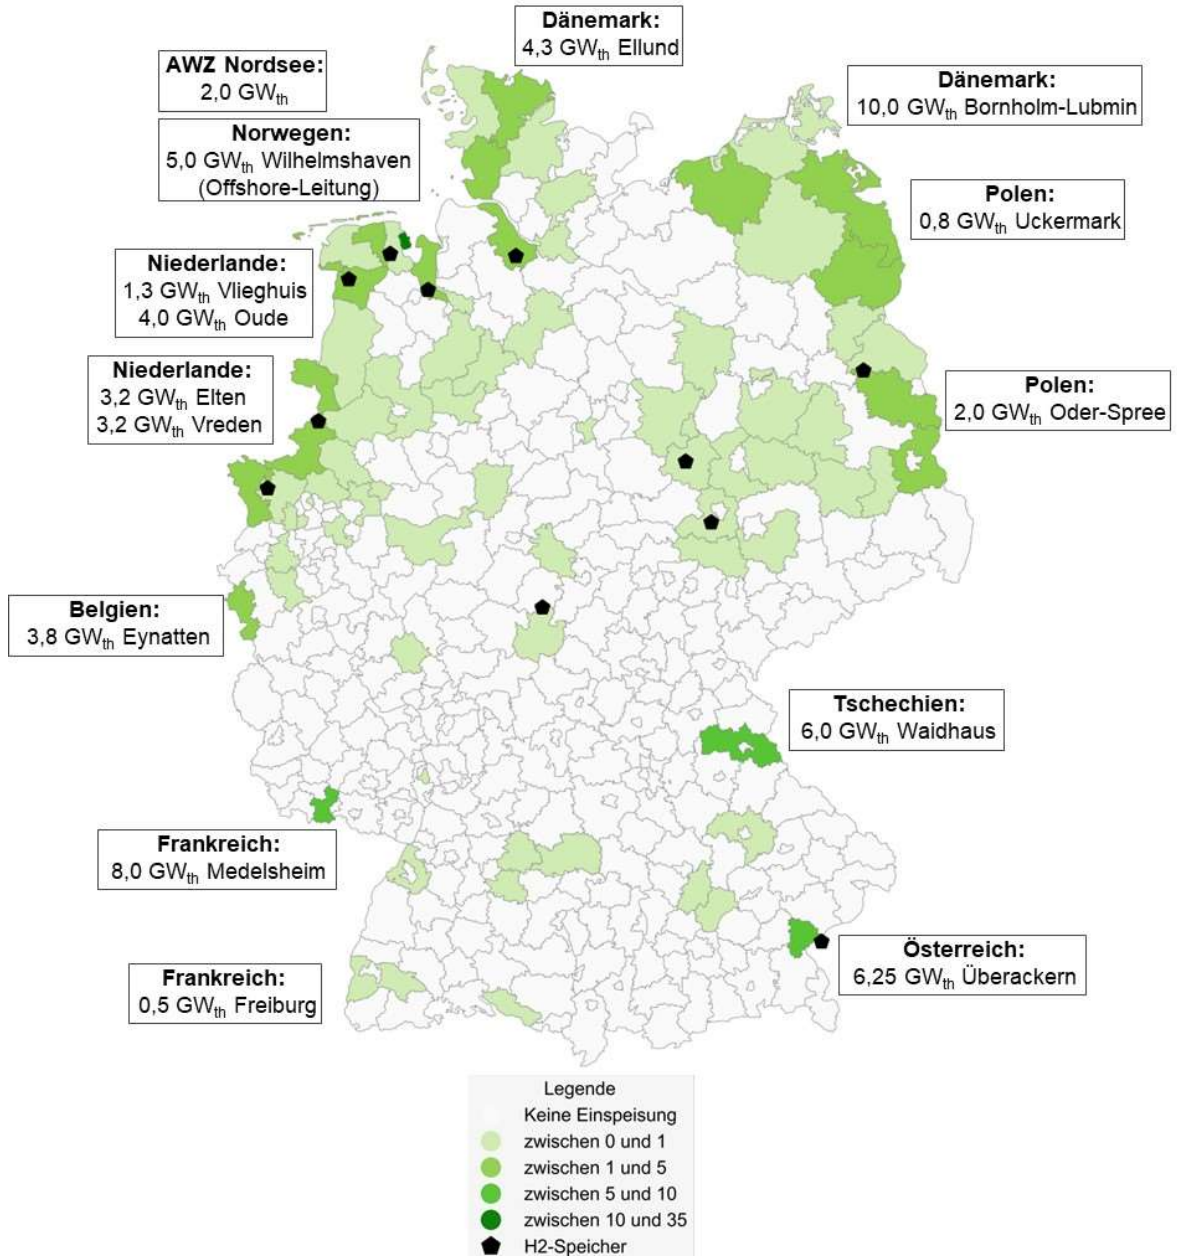 Dänemark:
4,3 GWth Ellund
AWZ Nordsee:
2,0 GWth
Dänemark:
10,0 GWth Bornholm-Lubmin
Norwegen:
5,0 GWth Wilhelmshaven
(Offshore-Leitung)
Polen:
0,8 GWth Uckermark
Niederlande:
1,3 GWth Vlieghuis
4,0 GWth Oude
Niederlande:
3,2 GWth Elten
3,2 GWth Vreden
Polen:
2,0 GWth Oder-Spree
Belgien:
3,8 GWth Eynatten
Tschechien:
6,0 GWth Waidhaus
Frankreich:
8,0 GWth Medelsheim
Österreich:
6,25 GWth Überackern
Frankreich:
0,5 GWth Freiburg
Legende
Keine Einspeisung
zwischen 0 und 1
zwischen 1 und 5
zwischen 5 und 10
zwischen 10 und 35
H2-Speicher